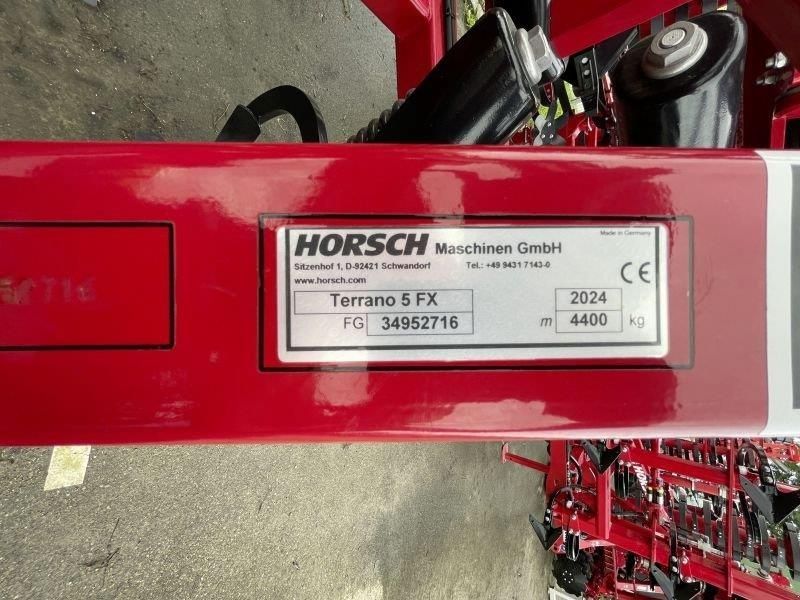 Made in Germany
HORSCH Maschinen GmbH
Sitzenhof 1, D-92421 Schwandorf Tel.: +49 9431 7143-0
www.horsch.com
CE
Terrano 5 FX 2024
FG 34952716 m 4400 kg